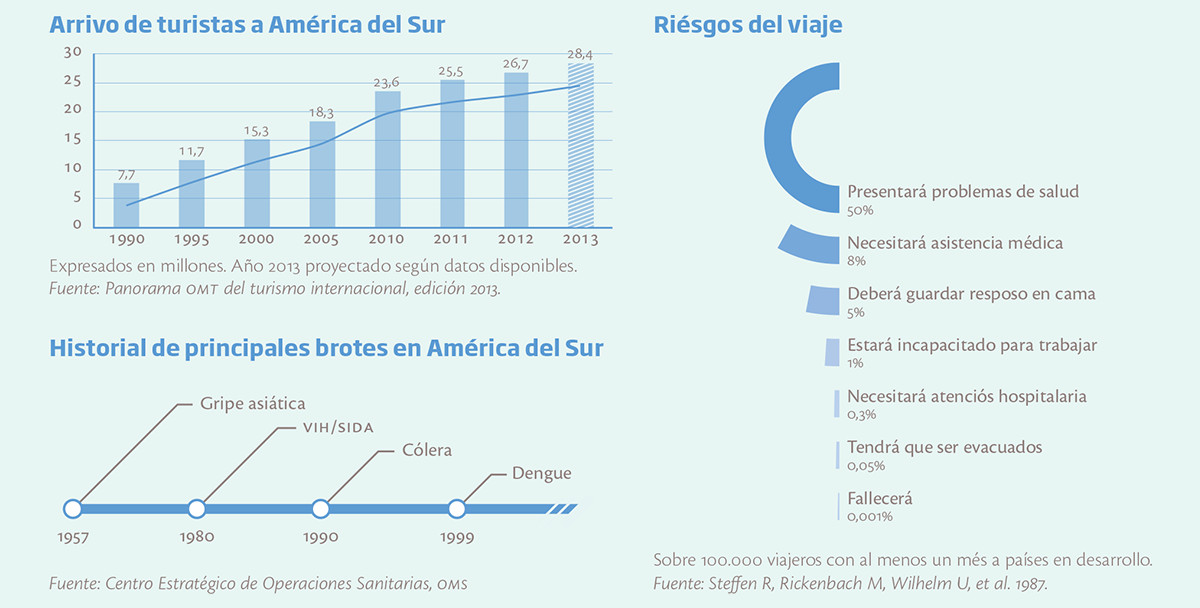 Arrivo de turistas a América del Sur
30
25
20
15
10
5
0
7,7
11,7
15,3
18,3
23,6
25,5
26,7
28,4
1990 1995 2000 2005 2010 2011 2012 2013
Expresados en millones. Año 2013 proyectado según datos disponibles.
Fuente: Panorama OMT del turismo internacional, edición 2013.
Historial de principales brotes en América del Sur
Gripe asiática
VIH/SIDA
Cólera
Dengue
1957 1980 1990 1999
Fuente: Centro Estratégico de Operaciones Sanitarias, OMS
Riésgos del viaje
Presentará problemas de salud
50%
Necesitará asistencia médica
8%
Deberá guardar resposo en cama
5%
Estará incapacitado para trabajar
1%
Necesitará atenciós hospitalaria
0,3%
Tendrá que ser evacuados
0,05%
Fallecerá
0,001%
Sobre 100.000 viajeros con al menos un més a países en desarrollo.
Fuente: Steffen R, Rickenbach M, Wilhelm U, et al. 1987.